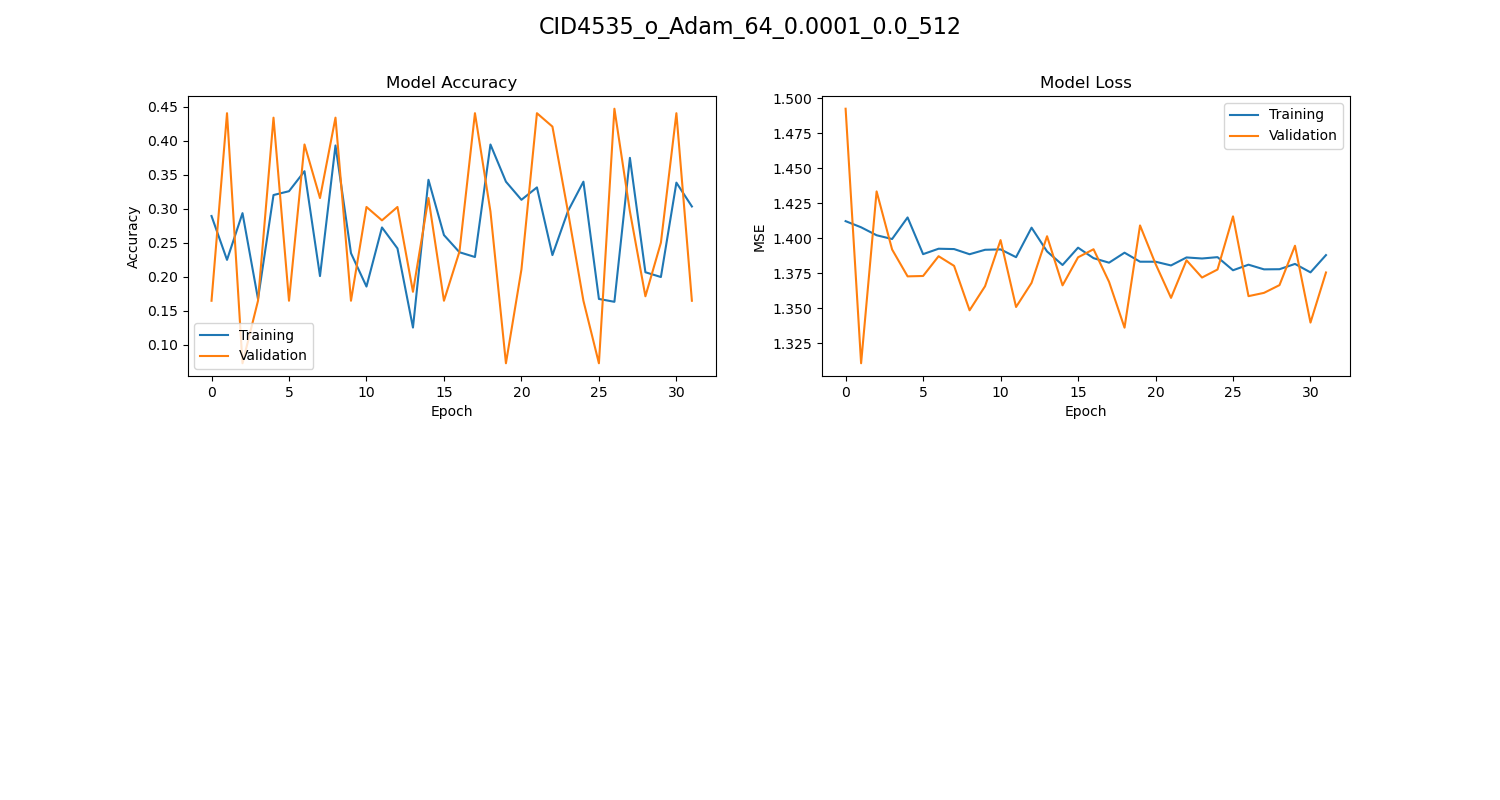 CID4535_o_Adam_64_0.0001_0.0_512
Model Accuracy
Accuracy
0.45
0.40
0.35
0.30
0.25
0.20
0.15
0.10
Training
Validation
0 5 10 15 20 25 30
Epoch
Model Loss
MSE
1.500
1.475
1.450
1.425
1.400
1.375
1.350
1.325
Training
Validation
0 5 10 15 20 25 30
Epoch